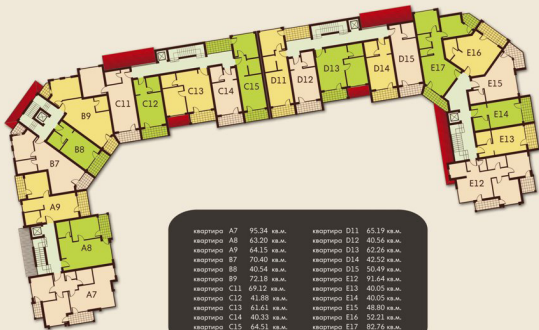 E16
D15
E17
D14
D13
D12
D11
C15
C14
C13
C12
C11
E15
E14
E13
E12
B9
B8
B7
A9
A8
A7
квартира A7 95.34 кв.м.
квартира A8 63.20 кв.м.
квартира A9 64.15 кв.м.
квартира B7 70.40 кв.м.
квартира B8 40.54 кв.м.
квартира B9 72.18 кв.м.
квартира C11 69.12 кв.м.
квартира C12 41.88 кв.м.
квартира C13 61.61 кв.м.
квартира C14 40.33 кв.м.
квартира C15 64.51 кв.м.
квартира D11 65.19 кв.м.
квартира D12 40.56 кв.м.
квартира D13 62.26 кв.м.
квартира D14 42.52 кв.м.
квартира D15 50.49 кв.м.
квартира E12 91.64 кв.м.
квартира E13 40.05 кв.м.
квартира E14 40.05 кв.м.
квартира E15 48.80 кв.м.
квартира E16 52.21 кв.м.
квартира E17 82.76 кв.м.